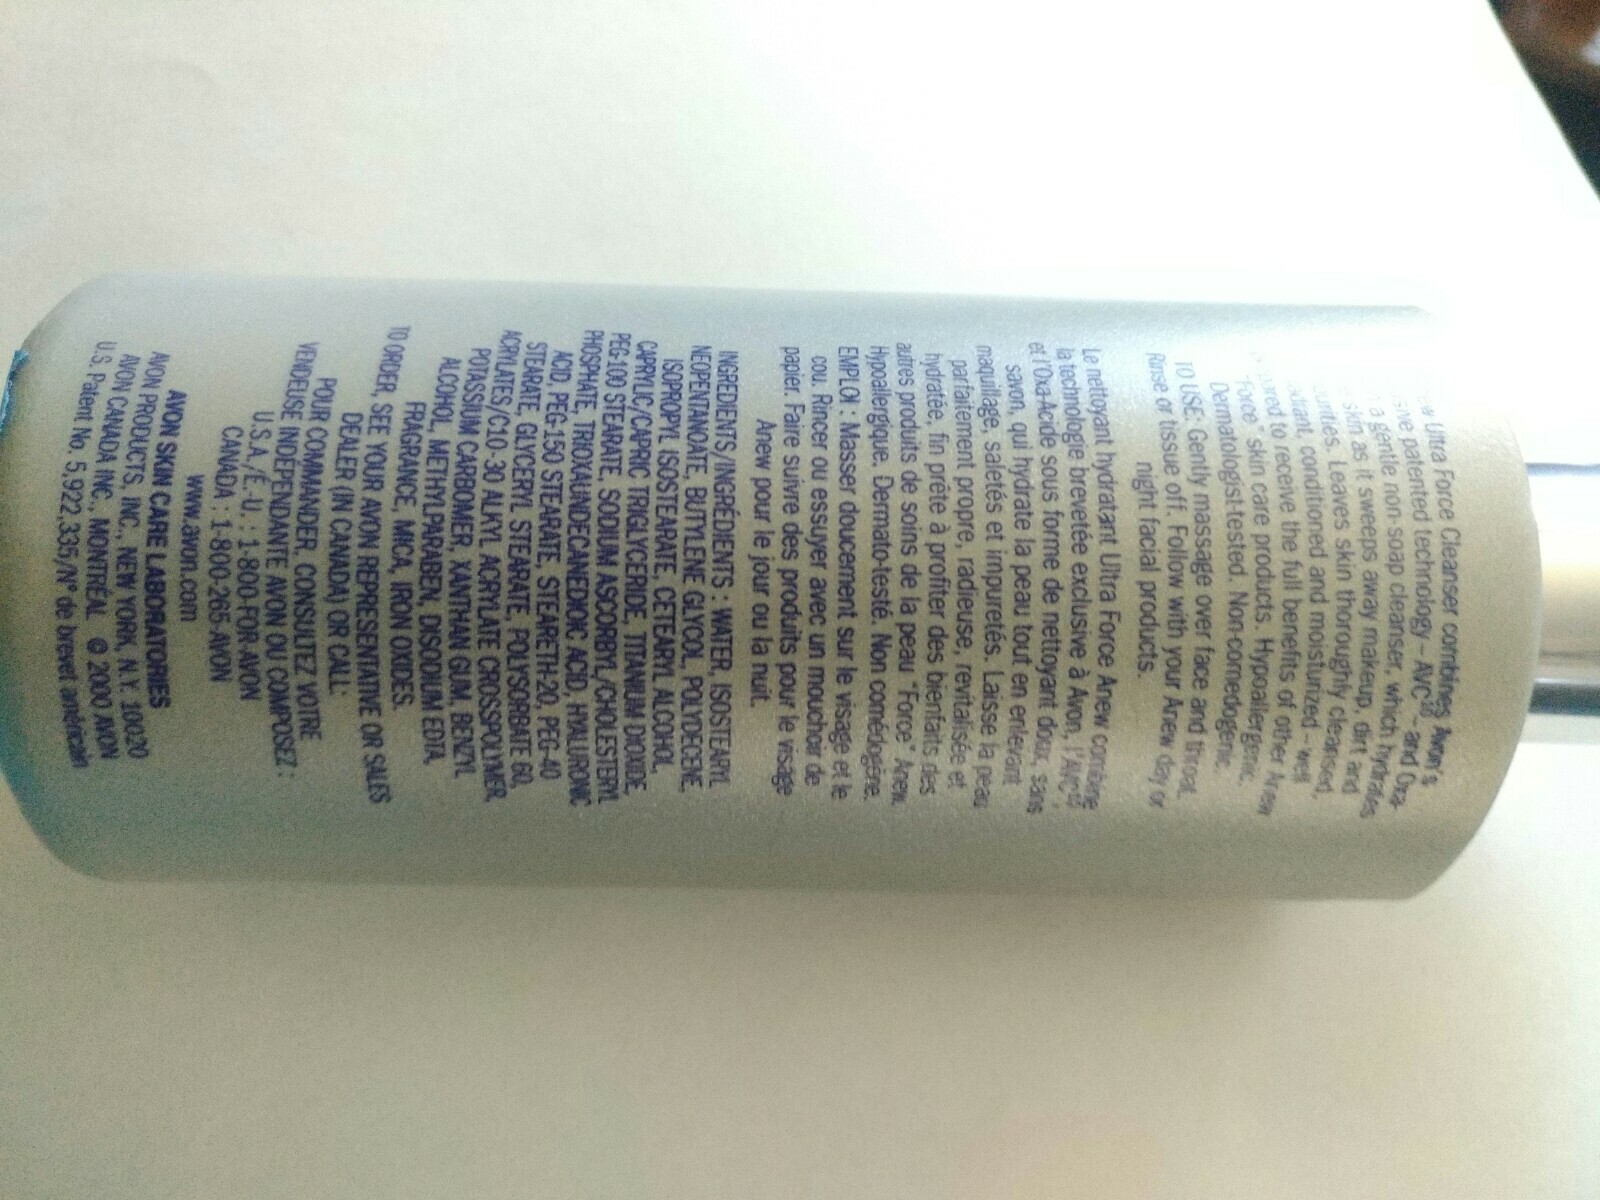 Ultra Force Cleanser combines Avon's
patented technology – AVC¹⁰ – and Oxa-
a gentle non-soap cleanser, which hydrates
skin as it sweeps away makeup, dirt and
Leaves skin thoroughly cleansed,
conditioned and moisturized – well
to receive the full benefits of other Anew
"Force" skin care products. Hypoallergenic.
Dermatologist-tested. Non-comedogenic.
TO USE: Gently massage over face and throat.
Rinse or tissue off. Follow with your Anew day or
night facial products.
Le nettoyant hydratant Ultra Force Anew combine
la technologie brevetée exclusive à Avon, l'AVC¹⁰,
et l'Oxa-Acide sous forme de nettoyant doux, sans
savon, qui hydrate la peau tout en enlevant
maquillage, saletés et impuretés. Laisse la peau
parfaitement propre, radieuse, revitalisée et
hydratée, fin prête à profiter des bienfaits des
autres produits de soins de la peau "Force" Anew.
Hypoallergique. Dermato-testé. Non comédogène.
EMPLOI : Masser doucement sur le visage et le
cou. Rincer ou essuyer avec un mouchoir de
papier. Faire suivre des produits pour le visage
Anew pour le jour ou la nuit.
INGREDIENTS/INGRÉDIENTS : WATER, ISOSTEARYL
NEOPENTANOATE, BUTYLENE GLYCOL, POLYDECENE,
ISOPROPYL ISOSTEARATE, CETEARYL ALCOHOL,
CAPRYLIC/CAPRIC TRIGLYCERIDE, TITANIUM DIOXIDE,
PEG-100 STEARATE, SODIUM ASCORBYL/CHOLESTERYL
PHOSPHATE, TRIOXAUNDECANEDIOIC ACID, HYALURONIC
ACID, PEG-150 STEARATE, STEARETH-20, PEG-40
STEARATE, GLYCERYL STEARATE, POLYSORBATE 60,
ACRYLATES/C10-30 ALKYL ACRYLATE CROSSPOLYMER,
POTASSIUM CARBOMER, XANTHAN GUM, BENZYL
ALCOHOL, METHYLPARABEN, DISODIUM EDTA,
FRAGRANCE, MICA, IRON OXIDES.
TO ORDER, SEE YOUR AVON REPRESENTATIVE OR SALES
DEALER (IN CANADA) OR CALL:
POUR COMMANDER, CONSULTEZ VOTRE
VENDEUSE INDÉPENDANTE AVON OU COMPOSEZ :
U.S.A./É.-U. : 1-800-FOR-AVON
CANADA : 1-800-265-AVON
www.avon.com
AVON SKIN CARE LABORATORIES
AVON PRODUCTS, INC., NEW YORK, N.Y. 10020
AVON CANADA INC., MONTRÉAL © 2000 AVON
U.S. Patent No. 5,922,335/N° de brevet américain